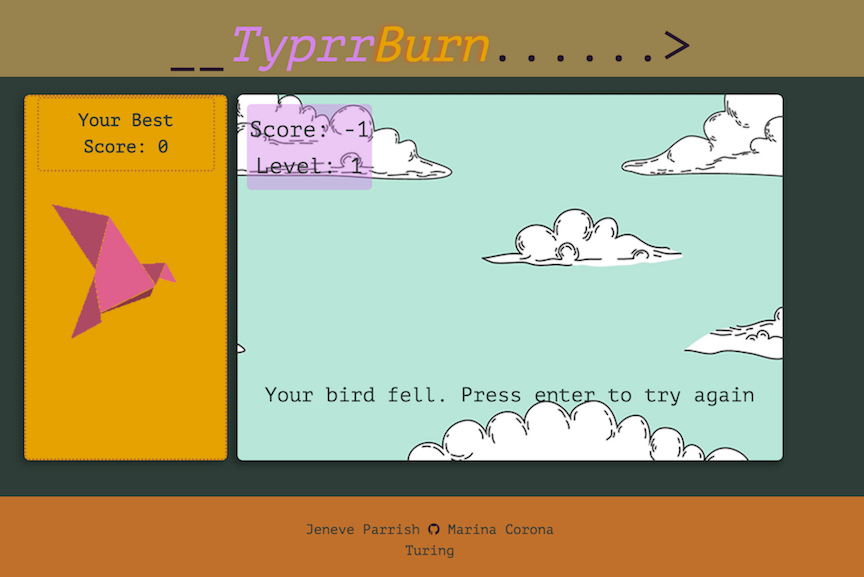 __TyprrBurn......>
Your Best
Score: 0
Score: -1
Level: 1
Your bird fell. Press enter to try again
Jeneve Parrish Marina Corona
Turing